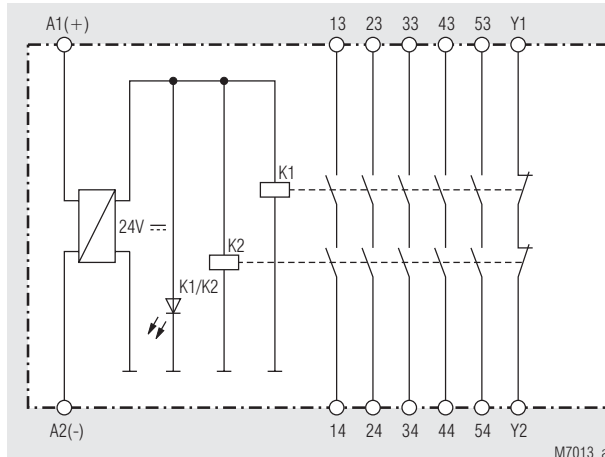 A1(+) 13 23 33 43 53 Y1
K1
24V
K2
K1/K2
A2(-) 14 24 34 44 54 Y2
M7013_a